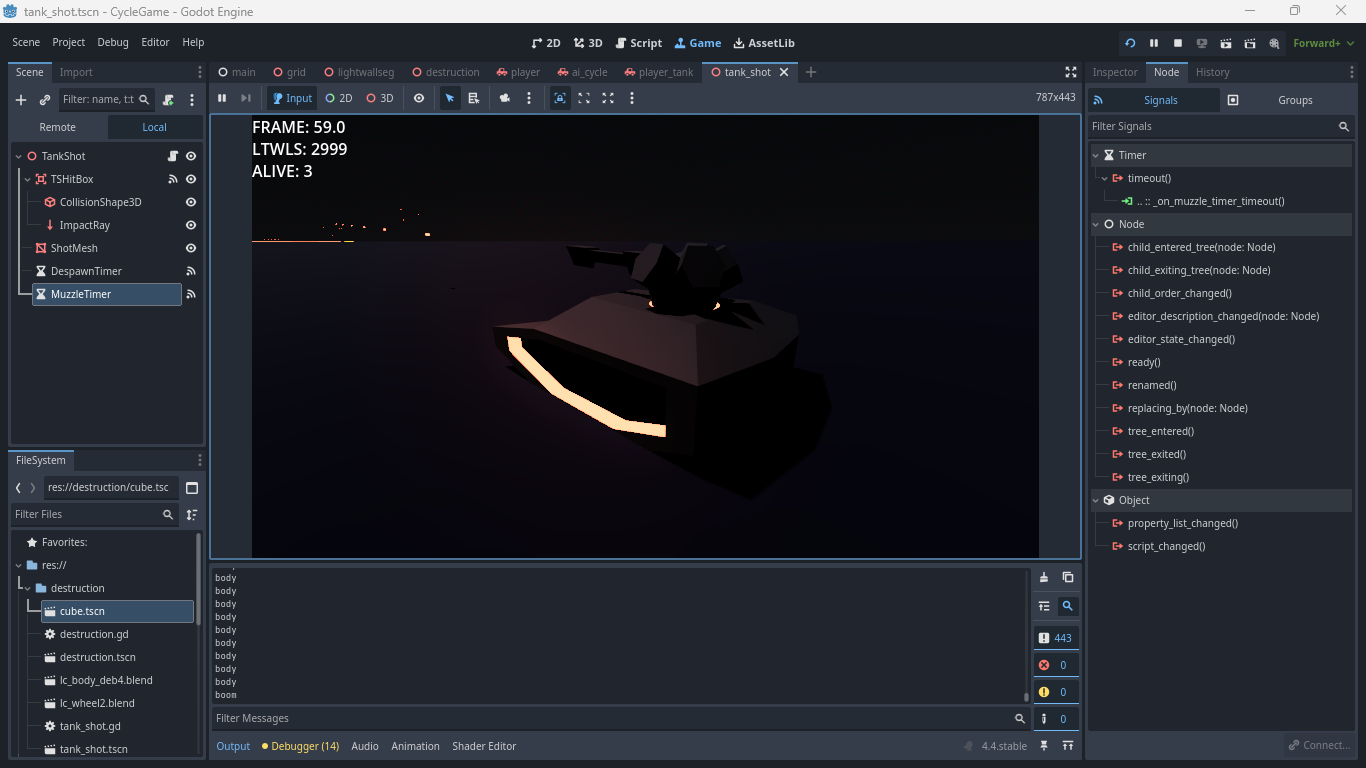 tank_shot.tscn - CycleGame - Godot Engine
Scene Project Debug Editor Help
2D 3D Script Game AssetLib
Forward+
Scene Import
main grid lightwallseg destruction player ai_cycle player_tank tank_shot
Inspector Node History
Filter: name, t:t
Input 2D 3D
787x443
Signals Groups
Remote Local
Filter Signals
TankShot
TSHitBox
CollisionShape3D
ImpactRay
ShotMesh
DespawnTimer
MuzzleTimer
FRAME: 59.0
LTWLS: 2999
ALIVE: 3
Timer
timeout()
.. :: _on_muzzle_timer_timeout()
Node
child_entered_tree(node: Node)
child_exiting_tree(node: Node)
child_order_changed()
editor_description_changed(node: Node)
editor_state_changed()
ready()
renamed()
replacing_by(node: Node)
tree_entered()
tree_exited()
tree_exiting()
Object
property_list_changed()
script_changed()
FileSystem
res://destruction/cube.tsc
Filter Files
Favorites:
res://
destruction
cube.tscn
destruction.gd
destruction.tscn
lc_body_deb4.blend
lc_wheel2.blend
tank_shot.gd
tank_shot.tscn
body
body
body
body
body
body
body
body
body
boom
443
0
0
0
Filter Messages
Output Debugger (14) Audio Animation Shader Editor
4.4.stable
Connect...